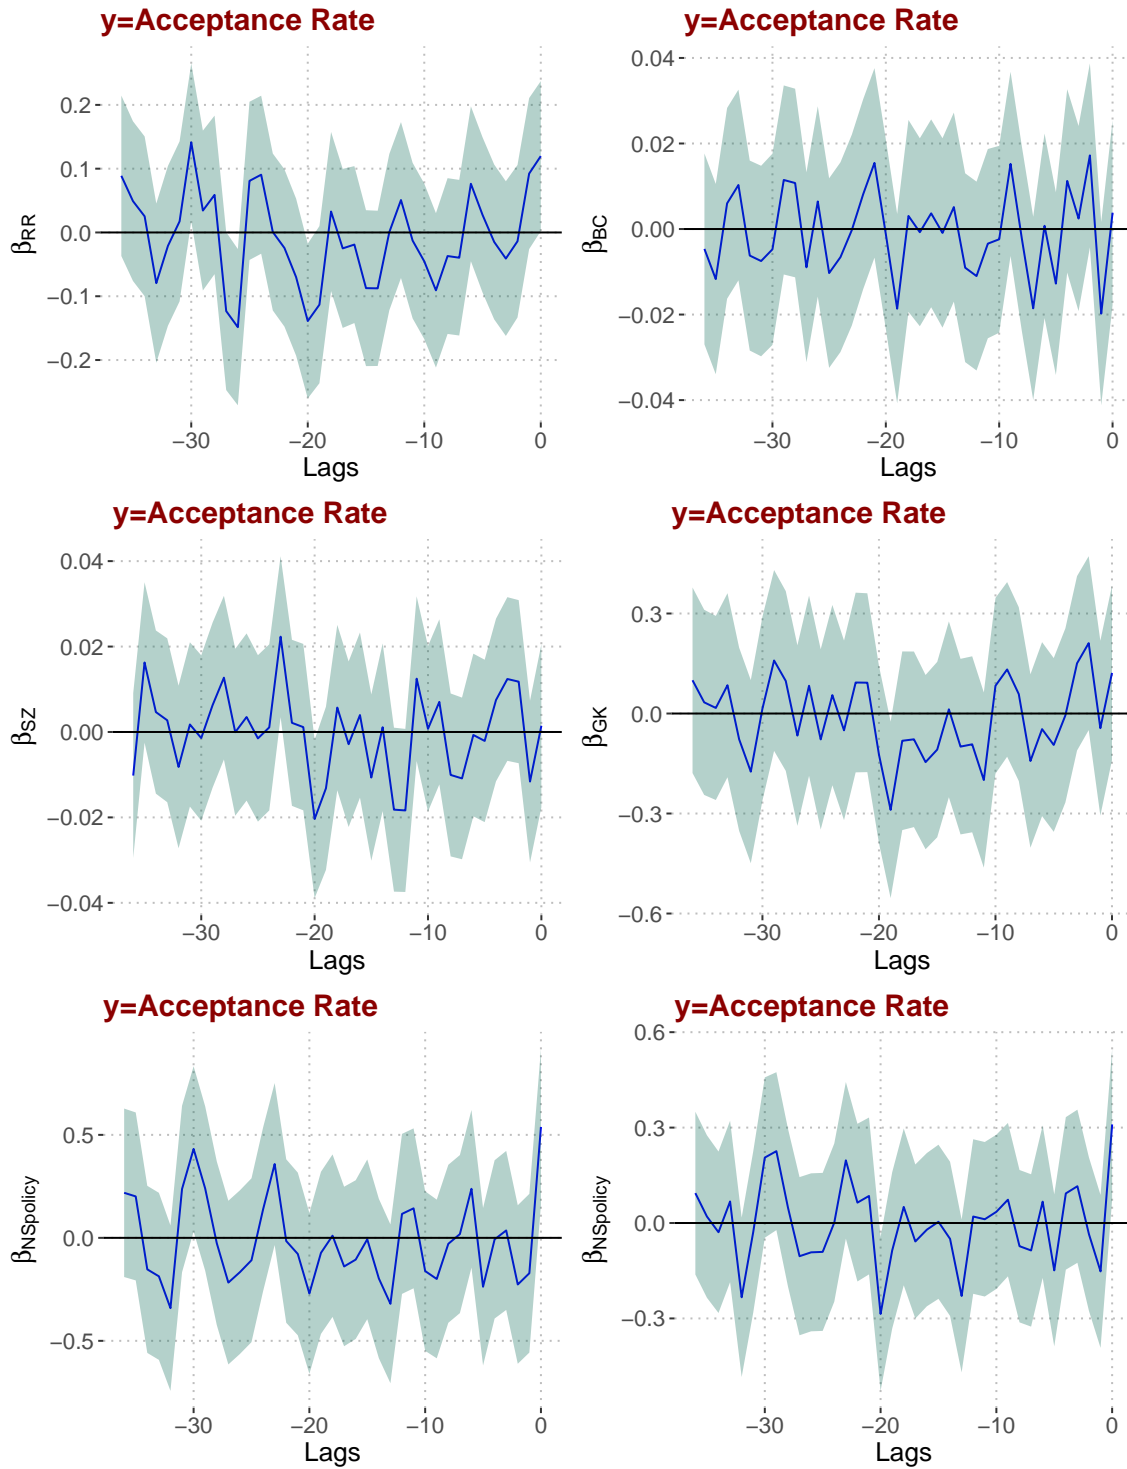 y=Acceptance Rate
0.2
0.1
0.0
−0.1
−0.2
βRR
−30 −20 −10 0
Lags
y=Acceptance Rate
0.04
0.02
0.00
−0.02
−0.04
βBC
−30 −20 −10 0
Lags
y=Acceptance Rate
0.04
0.02
0.00
−0.02
−0.04
βSZ
−30 −20 −10 0
Lags
y=Acceptance Rate
0.3
0.0
−0.3
−0.6
βGK
−30 −20 −10 0
Lags
y=Acceptance Rate
0.5
0.0
−0.5
βNSpolicy
−30 −20 −10 0
Lags
y=Acceptance Rate
0.6
0.3
0.0
−0.3
βNSpolicy
−30 −20 −10 0
Lags